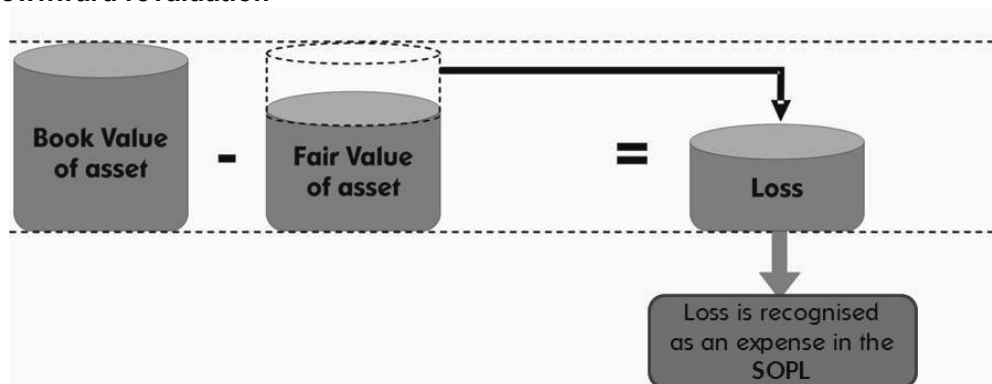 Book Value
of asset
-
Fair Value
of asset
=
Loss
Loss is recognised
as an expense in the
SOPL